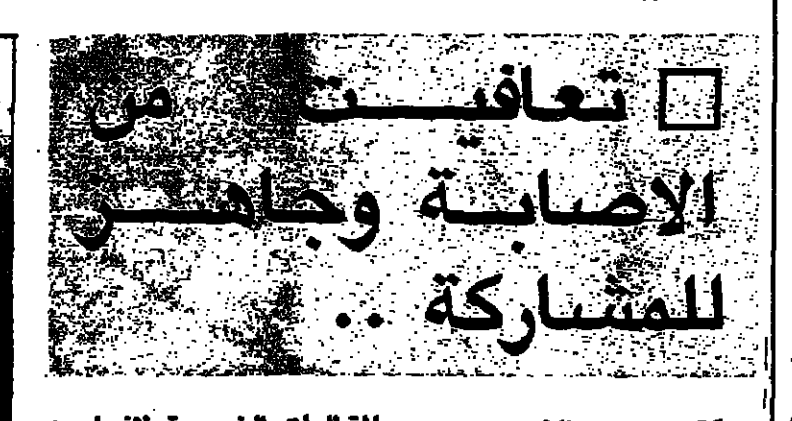 □ تعافيت من
الاصابة وجاهز
للمشاركة ..